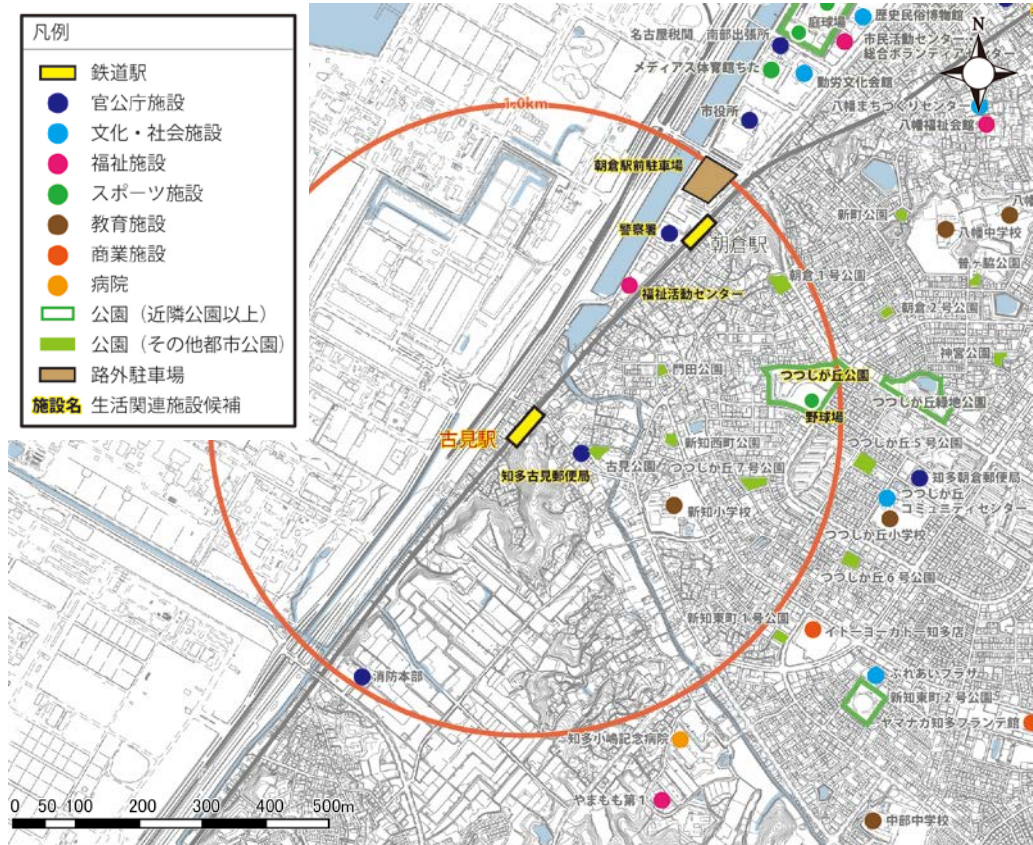 凡例
鉄道駅
官公庁施設
文化・社会施設
福祉施設
スポーツ施設
教育施設
商業施設
病院
公園（近隣公園以上）
公園（その他都市公園）
路外駐車場
施設名 生活関連施設候補
歴史民俗博物館
庭球場
名古屋税関 南部出張所
市民活動センター・
総合ボランティアセンター
N
メディアス体育館ちた
勤労文化会館
1.0km
市役所
八幡まちづくりセンター
八幡福祉会館
朝倉駅前駐車場
新町公園
八幡中学校
警察署
朝倉駅
普ヶ脇公園
朝倉1号公園
福祉活動センター
朝倉2号公園
神宮公園
門田公園
つつじが丘公園
つつじが丘緑地公園
野球場
古見駅
新知西町公園
つつじが丘5号公園
知多古見郵便局
古見公園
つつじが丘7号公園
知多朝倉郵便局
新知小学校
つつじが丘
コミュニティセンター
つつじが丘小学校
つつじが丘6号公園
新知東町1号公園
イトーヨーカドー知多店
消防本部
ふれあいプラザ
新知東町2号公園
ヤマナカ知多フランテ館
知多小嶋記念病院
やまもも第1
中部中学校
0 50 100 200 300 400 500m